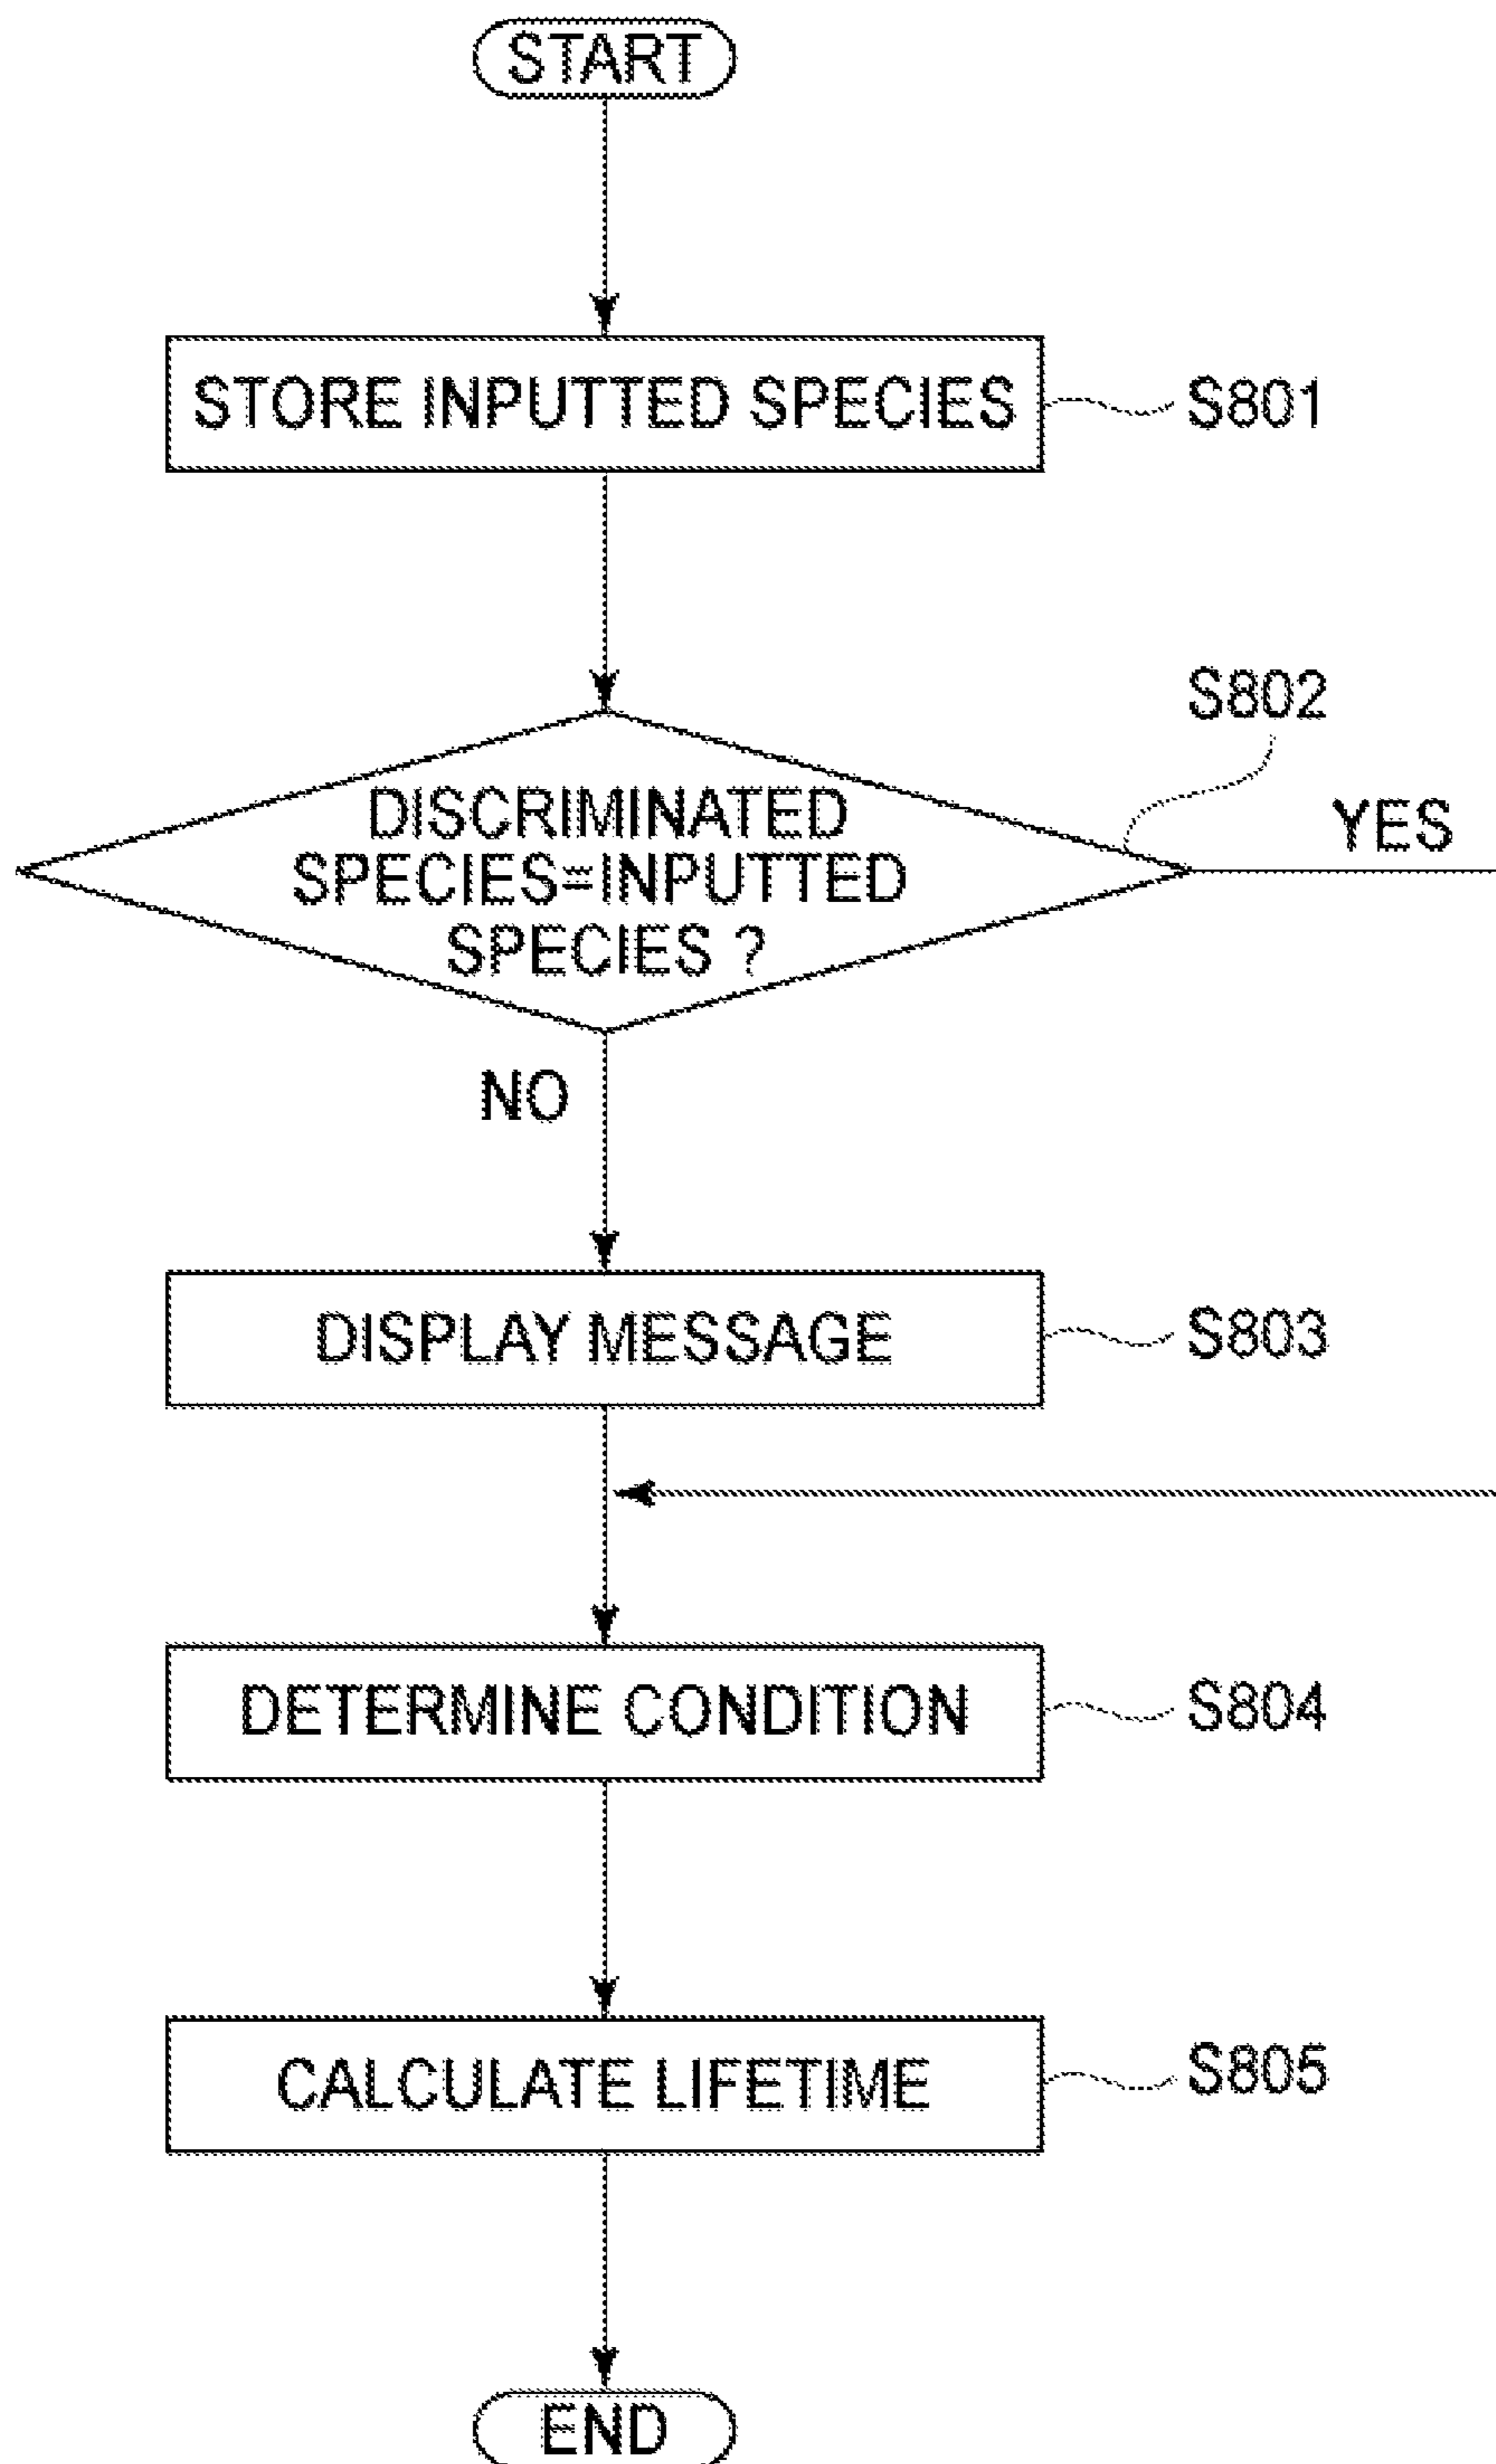 START
STORE INPUTTED SPECIES
S801
S802
DISCRIMINATED
SPECIES=INPUTTED
SPECIES ?
YES
NO
DISPLAY MESSAGE
S803
DETERMINE CONDITION
S804
CALCULATE LIFETIME
S805
END